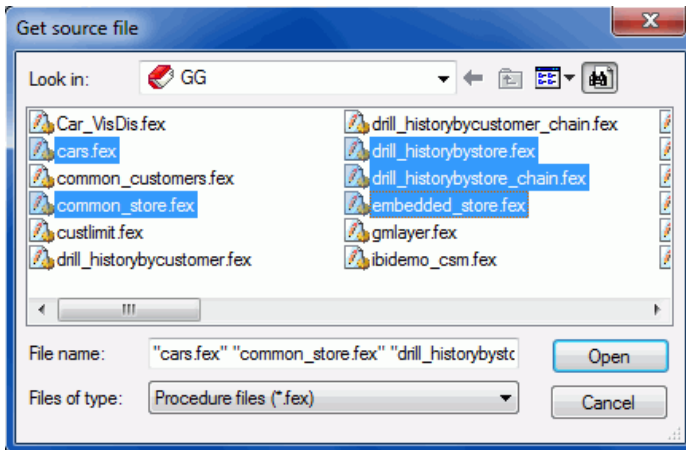 Get source file
Look in: GG
Car_VisDis.fex
cars.fex
common_customers.fex
common_store.fex
custlimit.fex
drill_historybycustomer.fex
drill_historybycustomer_chain.fex
drill_historybystore.fex
drill_historybystore_chain.fex
embedded_store.fex
gmlayer.fex
ibidemo_csm.fex
File name: "cars.fex" "common_store.fex" "drill_historybystc
Open
Files of type: Procedure files (*.fex)
Cancel